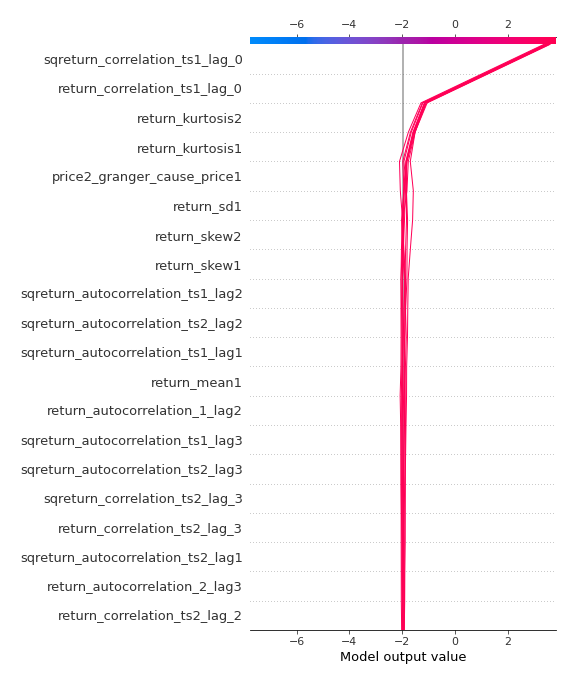 −6 −4 −2 0 2
sqreturn_correlation_ts1_lag_0
return_correlation_ts1_lag_0
return_kurtosis2
return_kurtosis1
price2_granger_cause_price1
return_sd1
return_skew2
return_skew1
sqreturn_autocorrelation_ts1_lag2
sqreturn_autocorrelation_ts2_lag2
sqreturn_autocorrelation_ts1_lag1
return_mean1
return_autocorrelation_1_lag2
sqreturn_autocorrelation_ts1_lag3
sqreturn_autocorrelation_ts2_lag3
sqreturn_correlation_ts2_lag_3
return_correlation_ts2_lag_3
sqreturn_autocorrelation_ts2_lag1
return_autocorrelation_2_lag3
return_correlation_ts2_lag_2
−6 −4 −2 0 2
Model output value